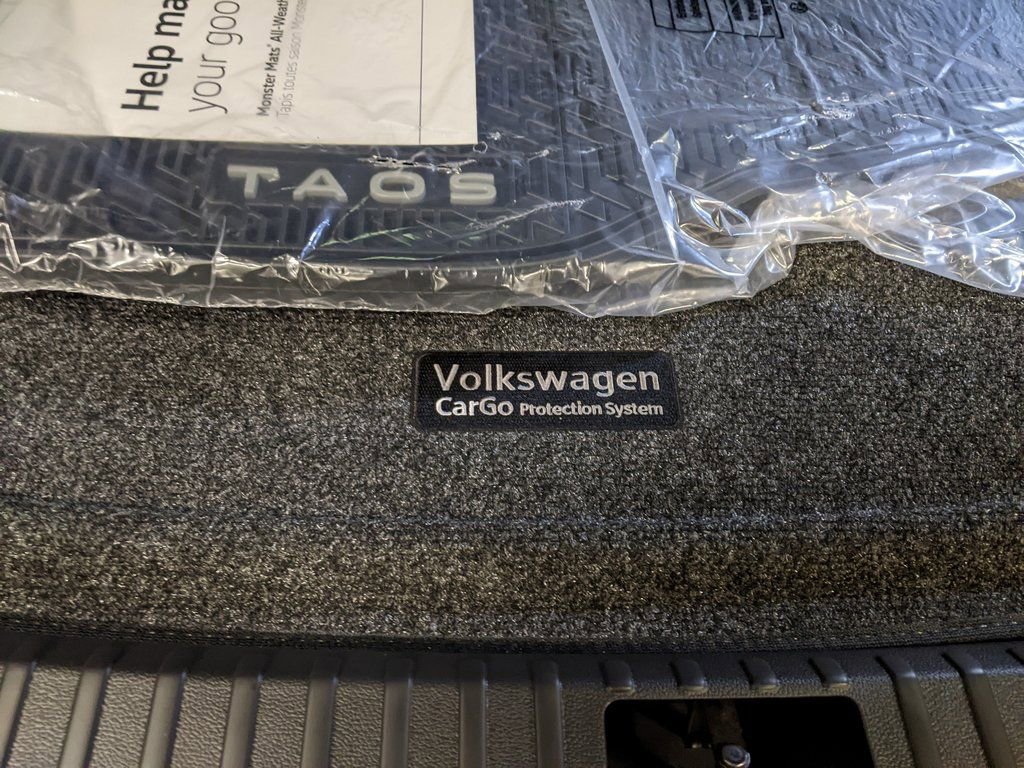 Help ma
your goo
Monster Mats® All-Weath
Tapis toutes saison Monste
TAOS
Volkswagen
CarGo Protection System